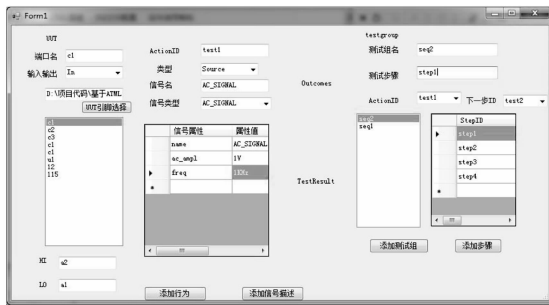 Form1
UUT
端口名 c1
输入输出 In
D:\项目代码\基于ATML
UUT引脚选择
c1
c2
c3
c1
c1
u1
12
115
HI u2
LO a1
ActionID test1
类型 Source
信号名 AC_SIGNAL
信号类型 AC_SIGNAL
信号属性 属性值
name AC_SIGNAL
ac_ampl 1V
freq 1KHz
添加行为 添加信号描述
Outcomes
TestResult
testgroup
测试组名 seq2
测试步骤 step1
ActionID test1 下一步ID test2
seq2
seq1
StepID
step1
step2
step3
step4
添加测试组 添加步骤